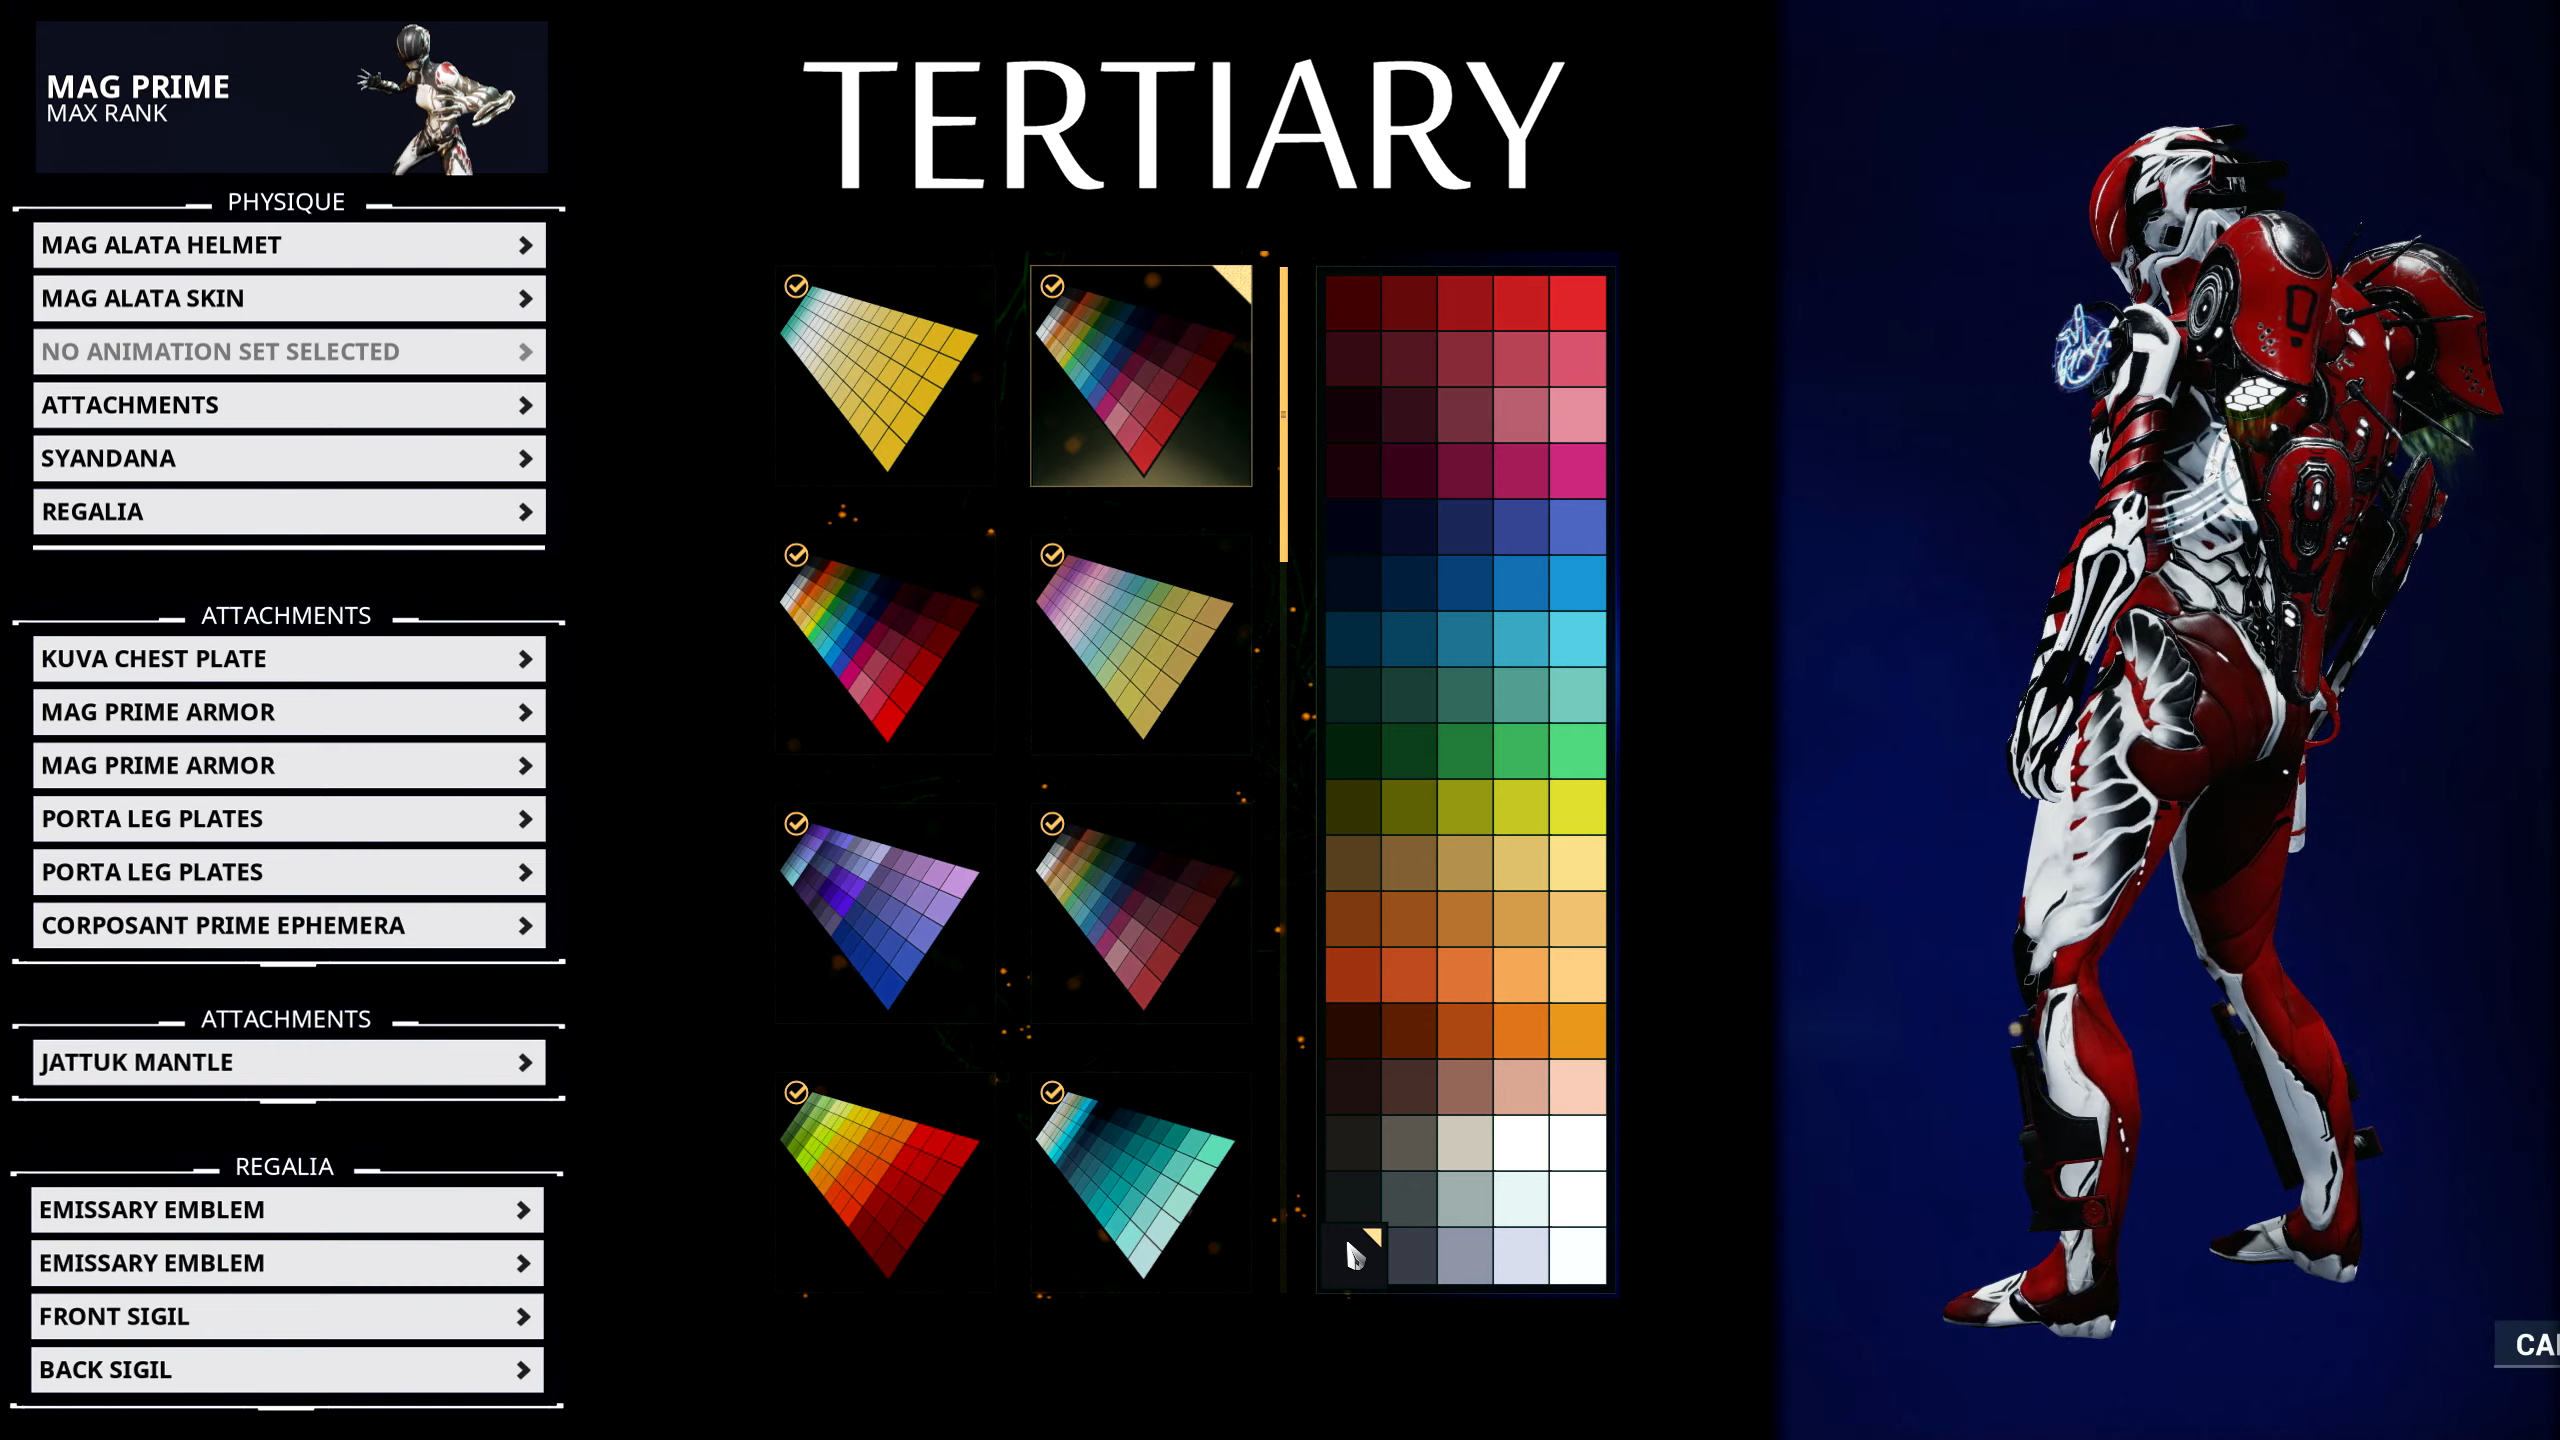 MAG PRIME
MAX RANK
PHYSIQUE
MAG ALATA HELMET
MAG ALATA SKIN
NO ANIMATION SET SELECTED
ATTACHMENTS
SYANDANA
REGALIA
ATTACHMENTS
KUVA CHEST PLATE
MAG PRIME ARMOR
MAG PRIME ARMOR
PORTA LEG PLATES
PORTA LEG PLATES
CORPOSANT PRIME EPHEMERA
ATTACHMENTS
JATTUK MANTLE
REGALIA
EMISSARY EMBLEM
EMISSARY EMBLEM
FRONT SIGIL
BACK SIGIL
TERTIARY